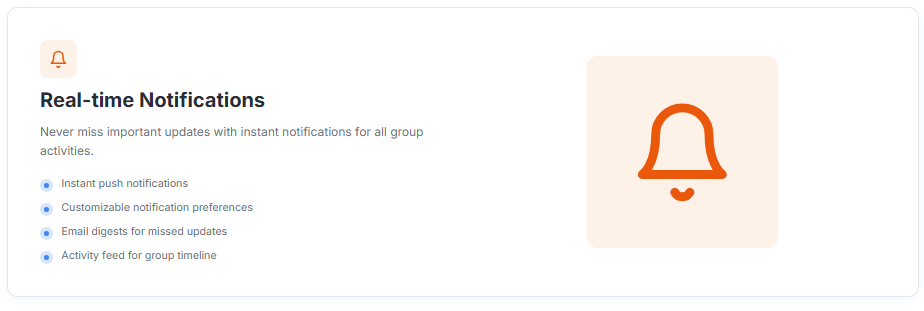 Real-time Notifications
Never miss important updates with instant notifications for all group
activities.
Instant push notifications
Customizable notification preferences
Email digests for missed updates
Activity feed for group timeline